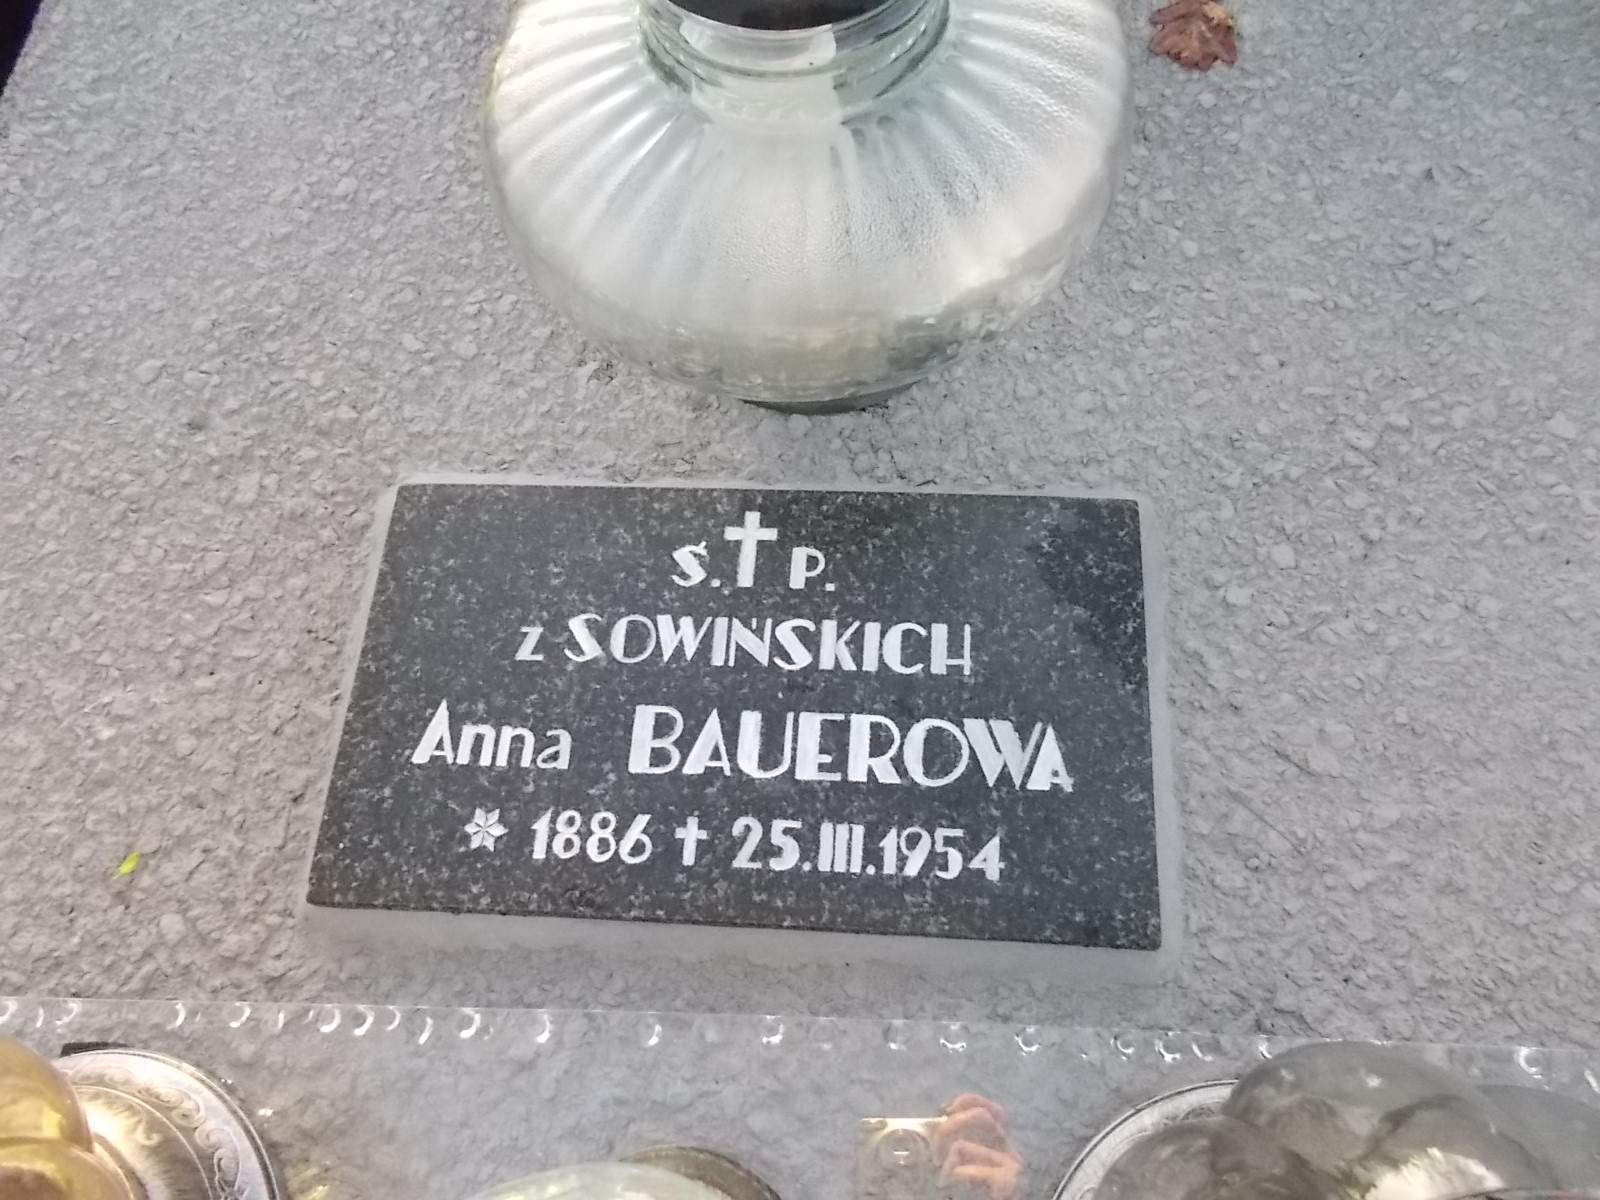 Ś.✝P.
z SOWIŃSKICH
Anna BAUEROWA
* 1886 ✝ 25.III.1954